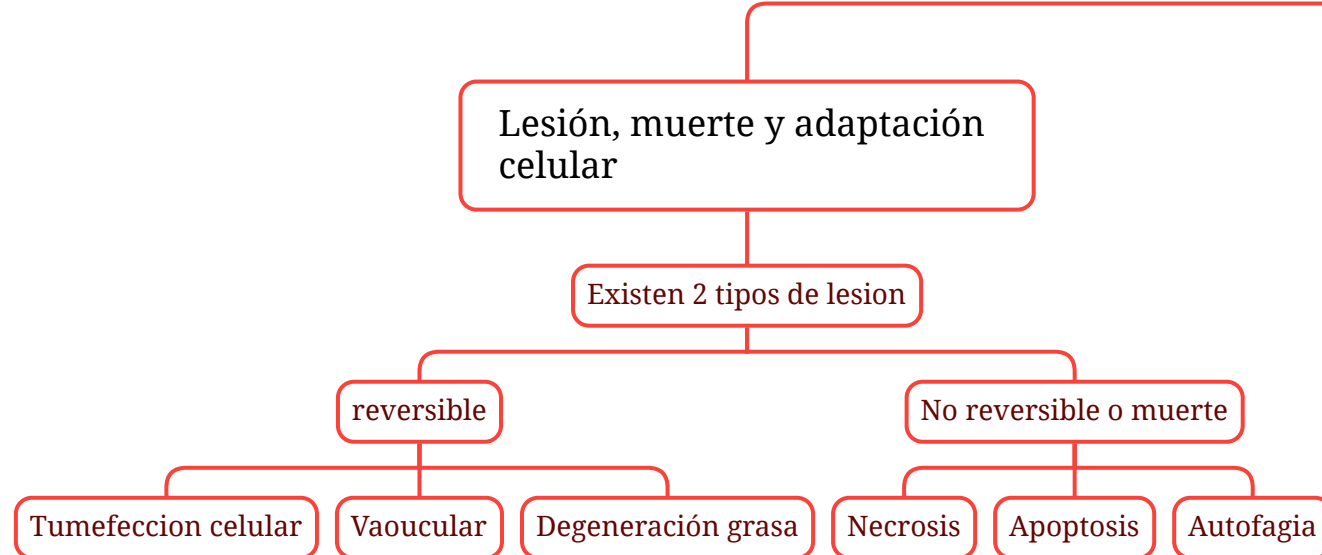 Lesión, muerte y adaptación
celular
Existen 2 tipos de lesion
reversible
No reversible o muerte
Tumefeccion celular
Vaoucular
Degeneración grasa
Necrosis
Apoptosis
Autofagia